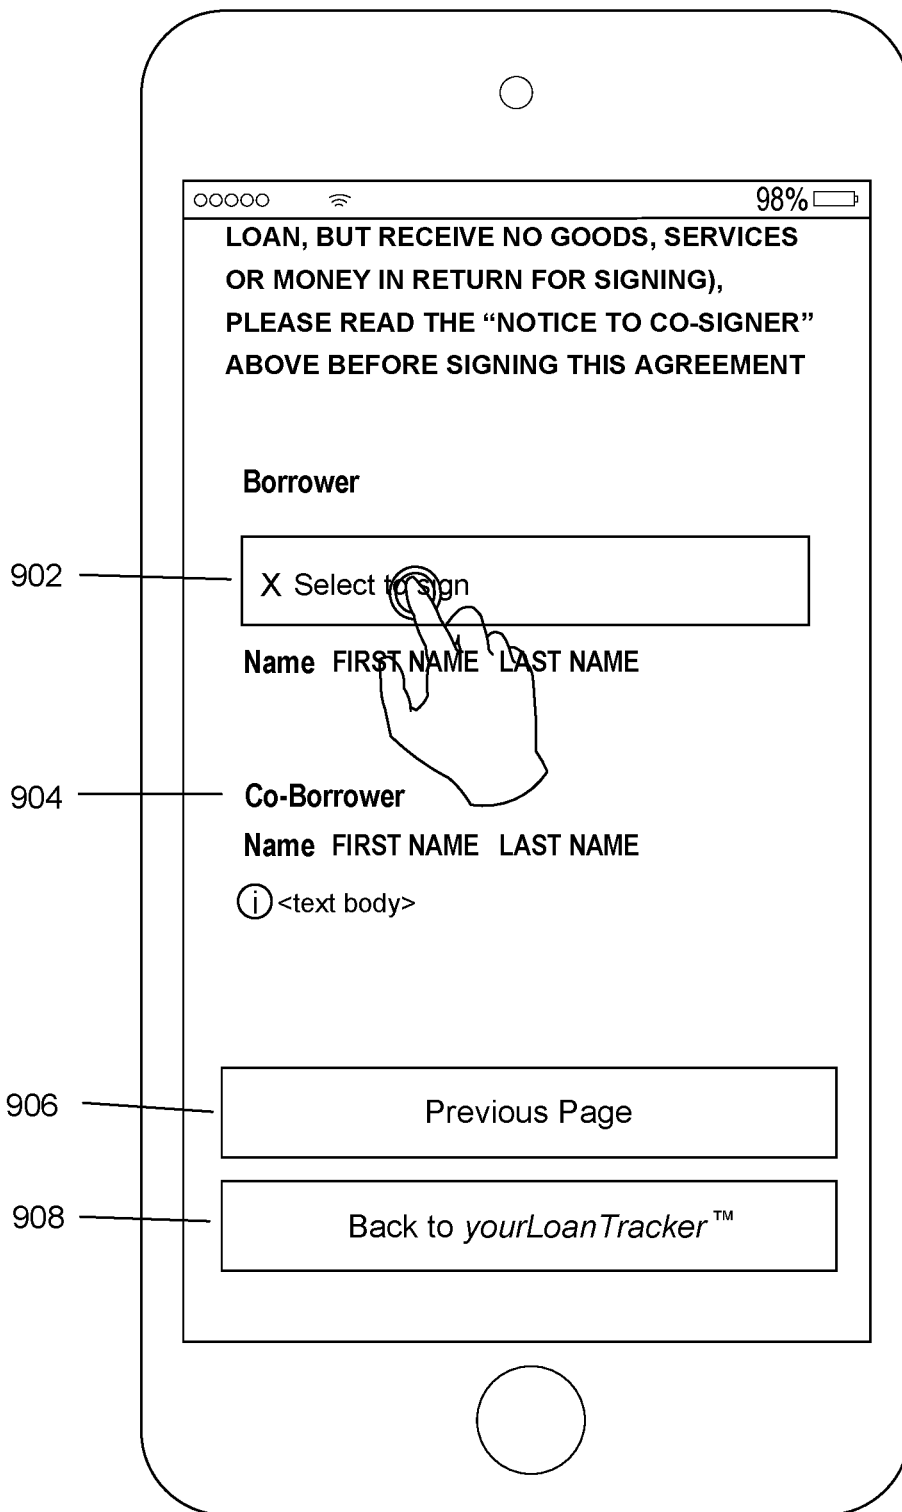 98%
LOAN, BUT RECEIVE NO GOODS, SERVICES
OR MONEY IN RETURN FOR SIGNING),
PLEASE READ THE “NOTICE TO CO-SIGNER”
ABOVE BEFORE SIGNING THIS AGREEMENT
Borrower
902
X Select to sign
Name FIRST NAME LAST NAME
904
Co-Borrower
Name FIRST NAME LAST NAME
i <text body>
906
Previous Page
908
Back to yourLoanTracker™